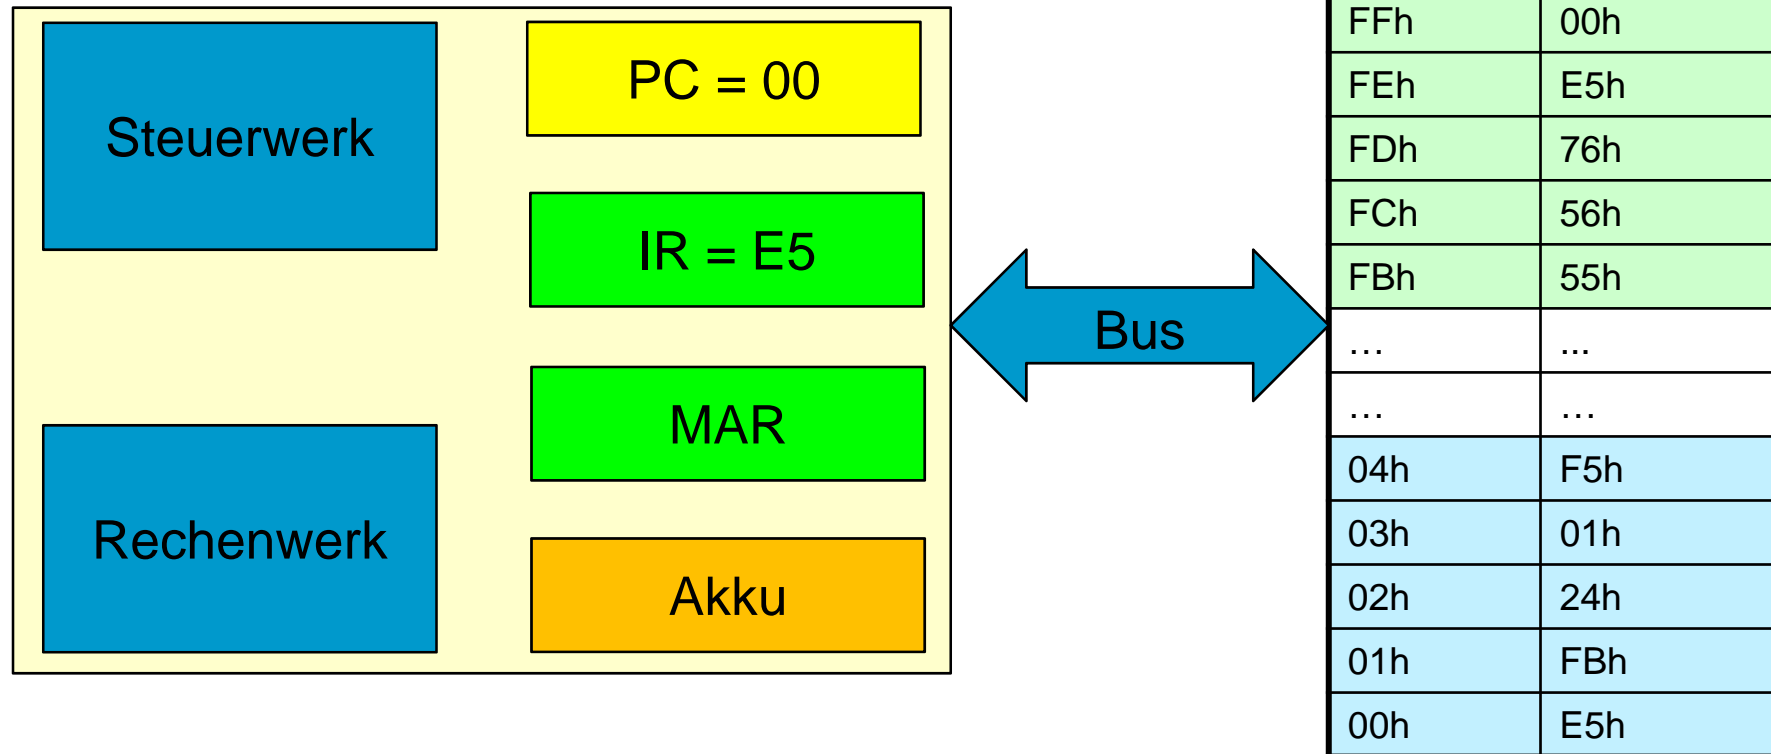 Steuerwerk
PC = 00
IR = E5
MAR
Rechenwerk
Akku
Bus
FFh 00h
FEh E5h
FDh 76h
FCh 56h
FBh 55h
… ...
… …
04h F5h
03h 01h
02h 24h
01h FBh
00h E5h